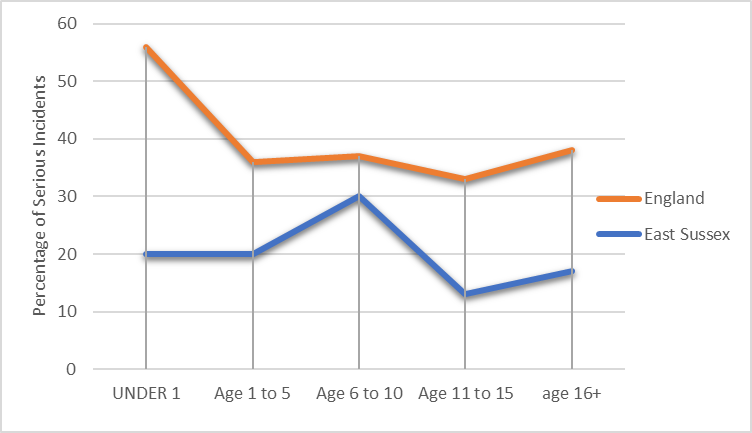 60
50
40
30
20
10
0
Percentage of Serious Incidents
UNDER 1
Age 1 to 5
Age 6 to 10
Age 11 to 15
age 16+
England
East Sussex